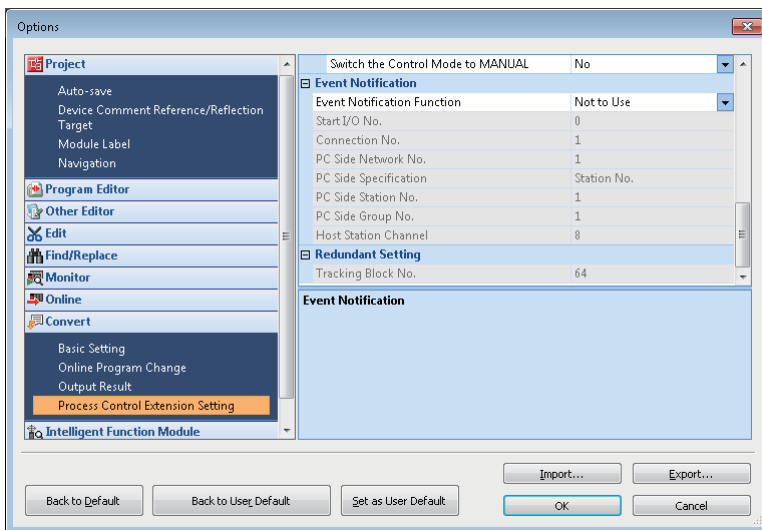 Options
Project
Auto-save
Device Comment Reference/Reflection
Target
Module Label
Navigation
Program Editor
Other Editor
Edit
Find/Replace
Monitor
Online
Convert
Basic Setting
Online Program Change
Output Result
Process Control Extension Setting
Intelligent Function Module
Switch the Control Mode to MANUAL No
Event Notification
Event Notification Function Not to Use
Start I/O No. 0
Connection No. 1
PC Side Network No. 1
PC Side Specification Station No.
PC Side Station No. 1
PC Side Group No. 1
Host Station Channel 8
Redundant Setting
Tracking Block No. 64
Event Notification
Import... Export...
Back to Default Back to User Default Set as User Default OK Cancel